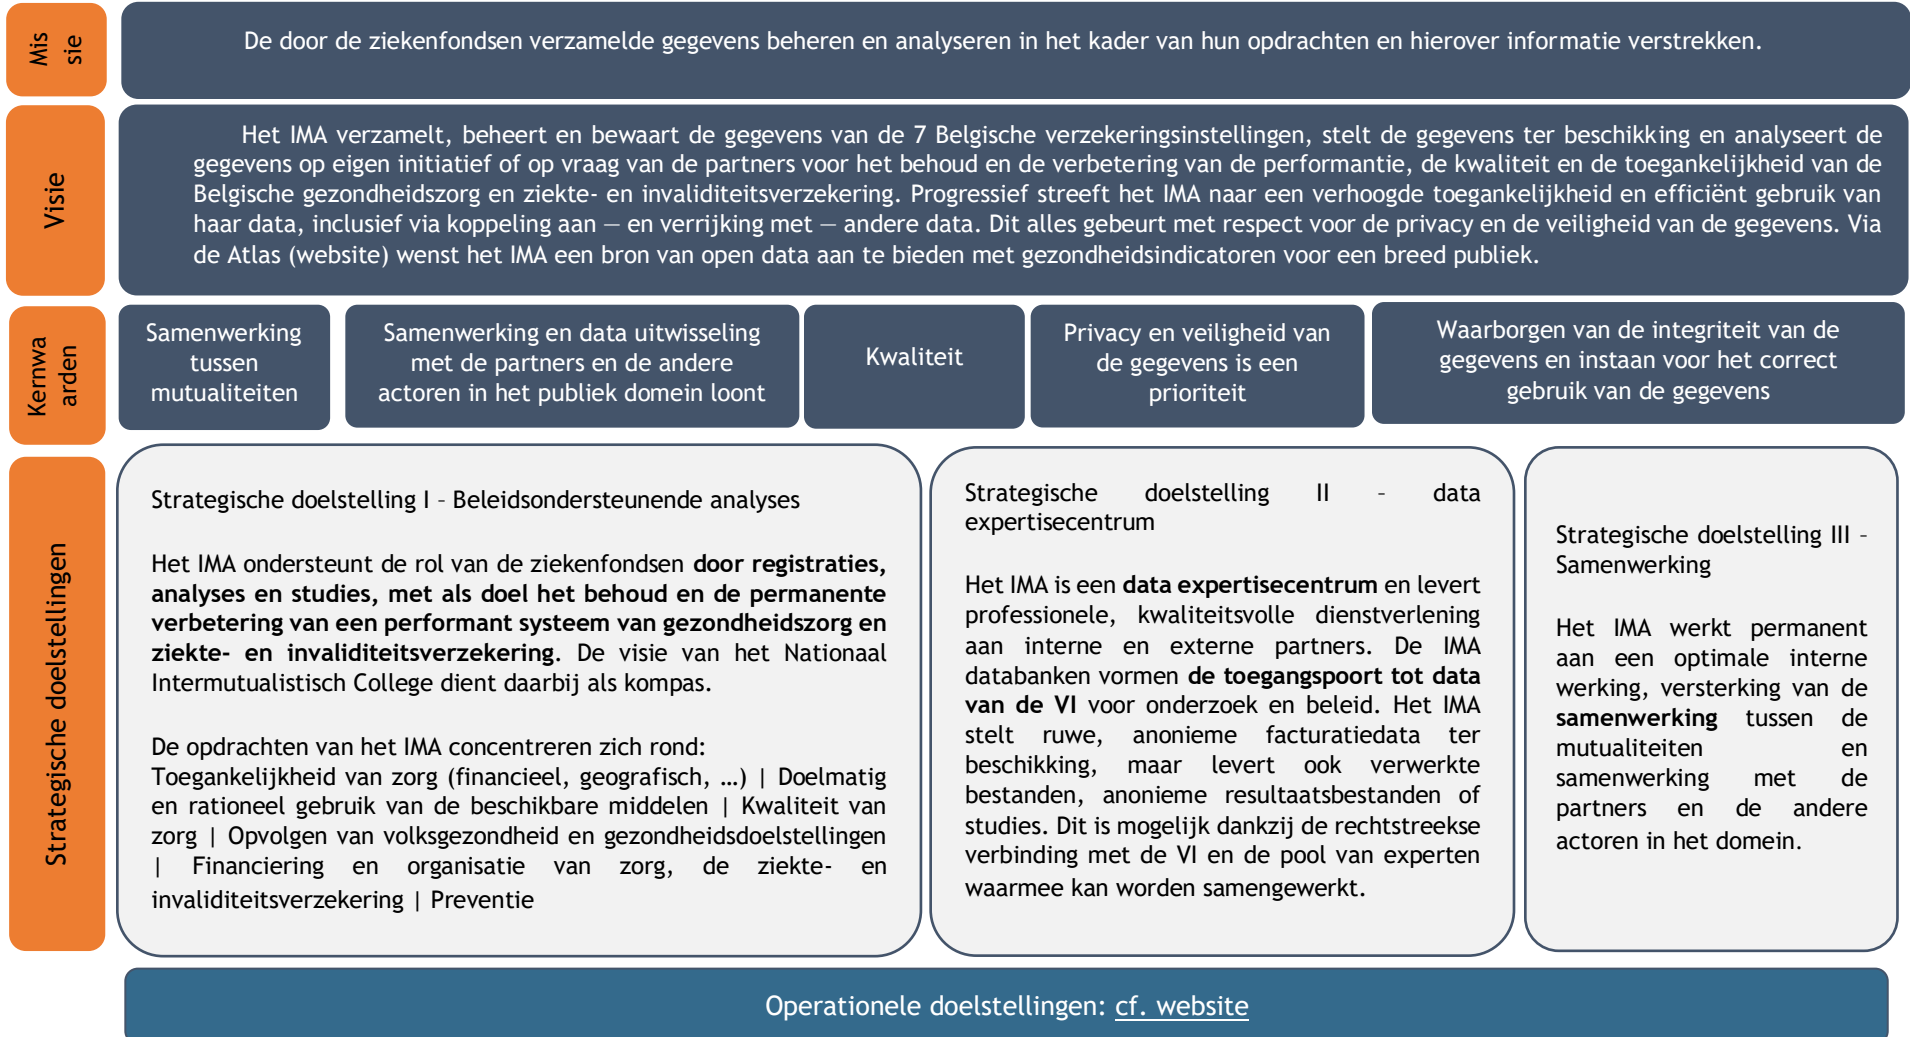 Mis
sie
De door de ziekenfondsen verzamelde gegevens beheren en analyseren in het kader van hun opdrachten en hierover informatie verstrekken.
Visie
Het IMA verzamelt, beheert en bewaart de gegevens van de 7 Belgische verzekeringsinstellingen, stelt de gegevens ter beschikking en analyseert de
gegevens op eigen initiatief of op vraag van de partners voor het behoud en de verbetering van de performantie, de kwaliteit en de toegankelijkheid van de
Belgische gezondheidszorg en ziekte- en invaliditeitsverzekering. Progressief streeft het IMA naar een verhoogde toegankelijkheid en efficiënt gebruik van
haar data, inclusief via koppeling aan — en verrijking met — andere data. Dit alles gebeurt met respect voor de privacy en de veiligheid van de gegevens. Via
de Atlas (website) wenst het IMA een bron van open data aan te bieden met gezondheidsindicatoren voor een breed publiek.
Kernwa
arden
Samenwerking
tussen
mutualiteiten
Samenwerking en data uitwisseling
met de partners en de andere
actoren in het publiek domein loont
Kwaliteit
Privacy en veiligheid van
de gegevens is een
prioriteit
Waarborgen van de integriteit van de
gegevens en instaan voor het correct
gebruik van de gegevens
Strategische doelstellingen
Strategische doelstelling I – Beleidsondersteunende analyses
Het IMA ondersteunt de rol van de ziekenfondsen door registraties,
analyses en studies, met als doel het behoud en de permanente
verbetering van een performant systeem van gezondheidszorg en
ziekte- en invaliditeitsverzekering. De visie van het Nationaal
Intermutualistisch College dient daarbij als kompas.
De opdrachten van het IMA concentreren zich rond:
Toegankelijkheid van zorg (financieel, geografisch, …) | Doelmatig
en rationeel gebruik van de beschikbare middelen | Kwaliteit van
zorg | Opvolgen van volksgezondheid en gezondheidsdoelstellingen
| Financiering en organisatie van zorg, de ziekte- en
invaliditeitsverzekering | Preventie
Strategische doelstelling II – data
expertisecentrum
Het IMA is een data expertisecentrum en levert
professionele, kwaliteitsvolle dienstverlening
aan interne en externe partners. De IMA
databanken vormen de toegangspoort tot data
van de VI voor onderzoek en beleid. Het IMA
stelt ruwe, anonieme facturatiedata ter
beschikking, maar levert ook verwerkte
bestanden, anonieme resultaatsbestanden of
studies. Dit is mogelijk dankzij de rechtstreekse
verbinding met de VI en de pool van experten
waarmee kan worden samengewerkt.
Strategische doelstelling III –
Samenwerking
Het IMA werkt permanent
aan een optimale interne
werking, versterking van de
samenwerking tussen de
mutualiteiten en
samenwerking met de
partners en de andere
actoren in het domein.
Operationele doelstellingen: cf. website